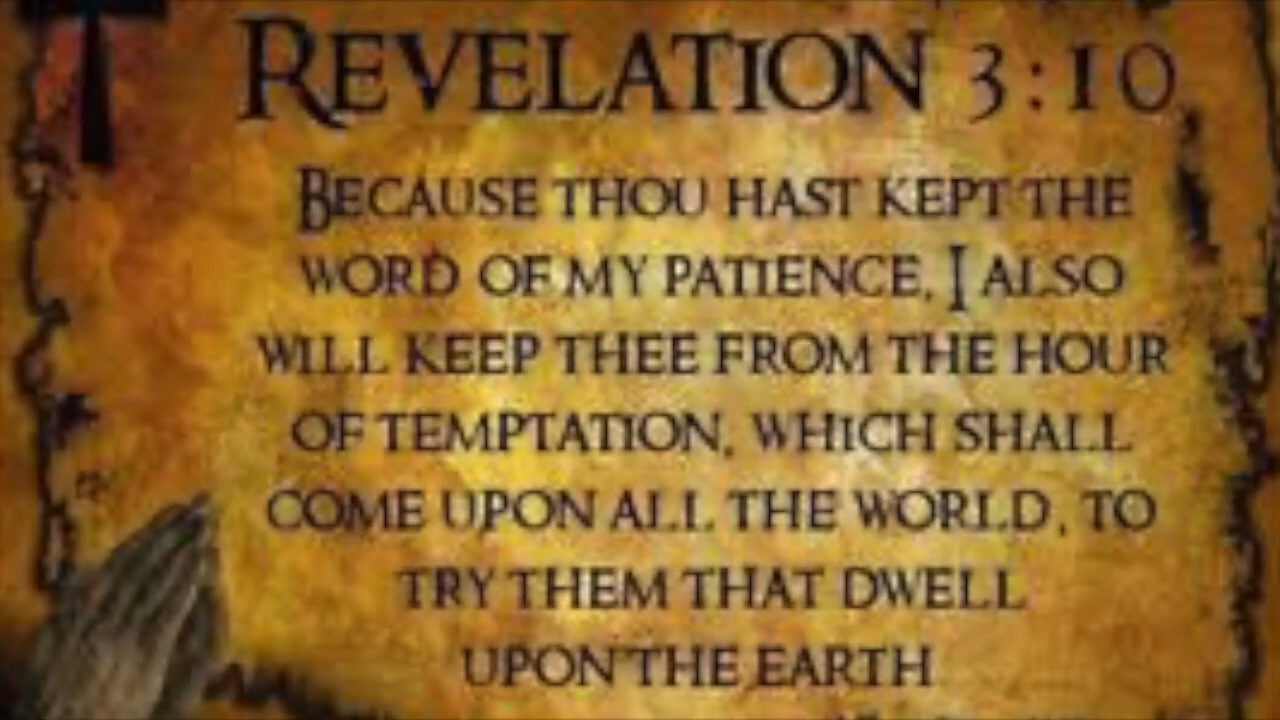 REVELATION 3:10
BECAUSE THOU HAST KEPT THE
WORD OF MY PATIENCE, I ALSO
WILL KEEP THEE FROM THE HOUR
OF TEMPTATION, WHICH SHALL
COME UPON ALL THE WORLD, TO
TRY THEM THAT DWELL
UPON THE EARTH